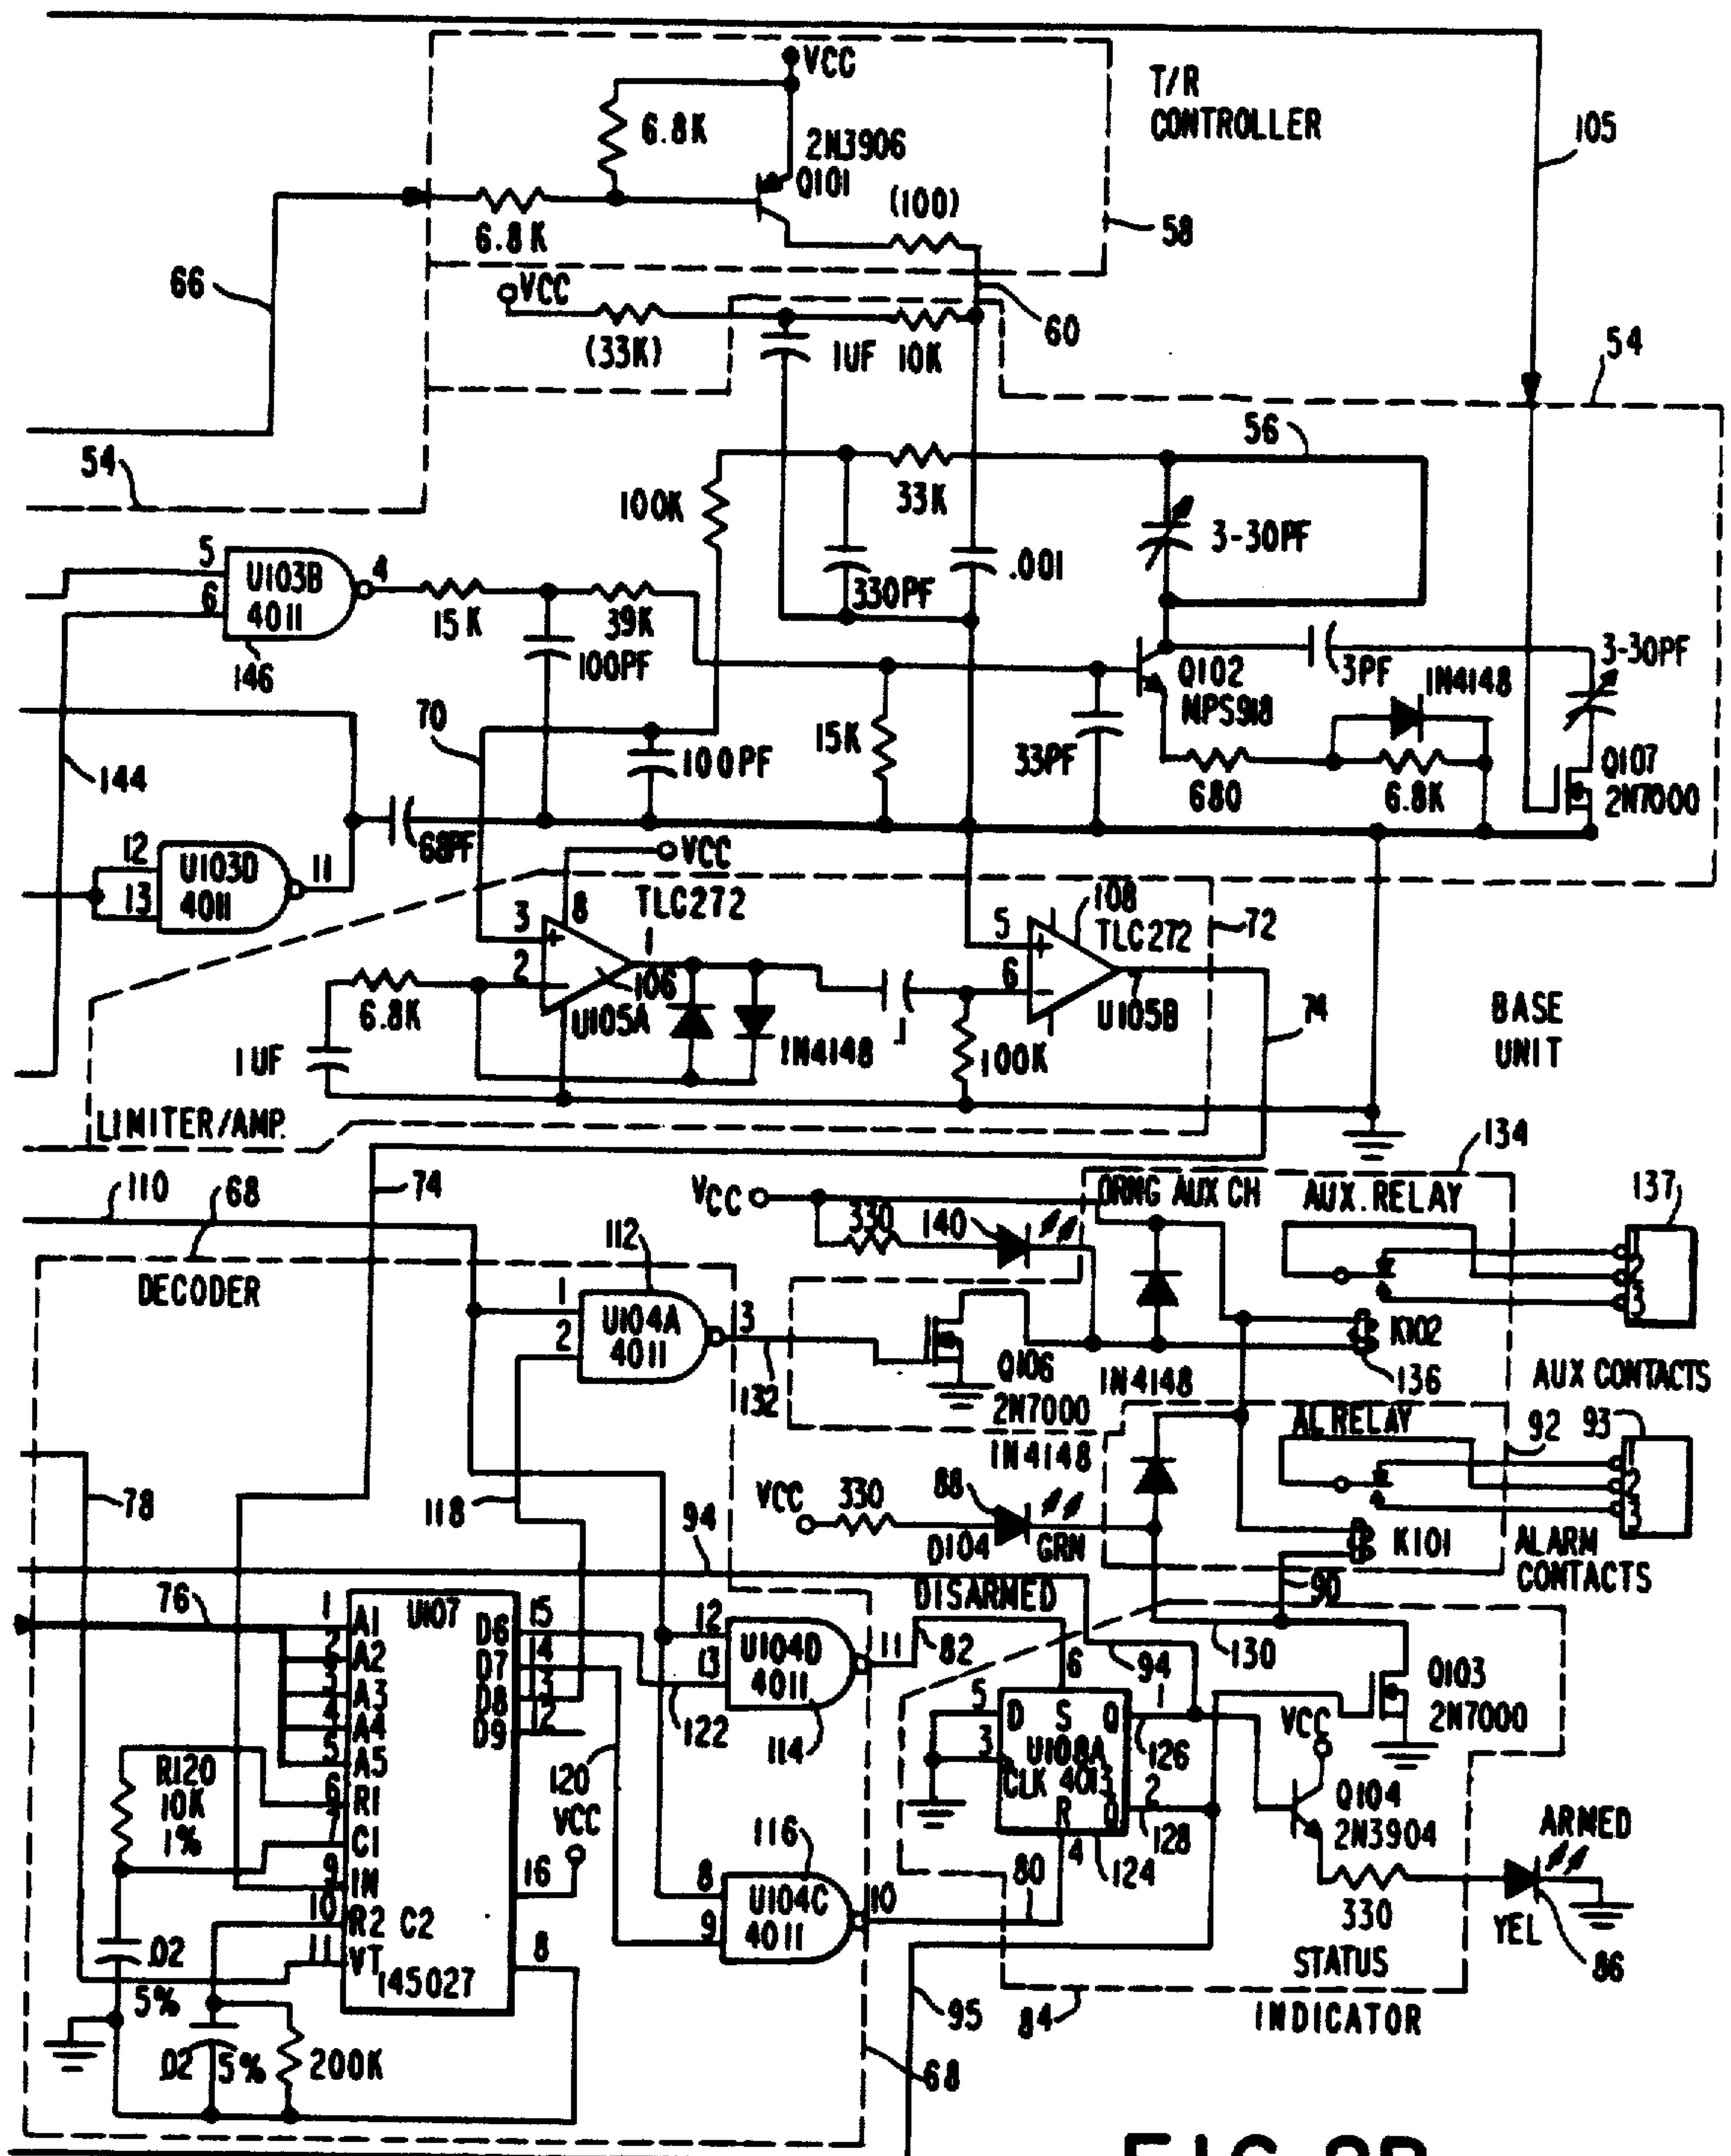 VCC
T/R
CONTROLLER
6.8K
2N3906
Q101
105
(100)
6.8K
58
66
VCC
60
(33K)
1UF
10K
54
56
54
100K
33K
3-30PF
.001
330PF
5
6
U103B
4011
4
15K
39K
100PF
146
Q102
MPS918
3PF
3-30PF
1N4148
70
100PF
15K
33PF
144
680
6.8K
Q107
2N7000
68PF
VCC
12
13
U103D
4011
11
TLC272
3
8
+
2
-
1
106
U105A
5
+
6
-
108
TLC272
U105B
72
6.8K
1N4148
.1
100K
74
BASE
UNIT
1UF
LIMITER/AMP.
134
110
68
74
VCC
ORNG AUX CH
AUX. RELAY
137
330
140
1
2
3
DECODER
112
1
2
U104A
4011
3
132
Q106
2N7000
1N4148
K102
136
AUX CONTACTS
AL RELAY
92
93
1N4148
1
2
3
78
118
VCC
330
88
94
D104
GRN
K101
ALARM
CONTACTS
90
DISARMED
76
1
2
3
4
5
6
7
9
10
11
A1
A2
A3
A4
A5
R1
C1
IN
R2 C2
VT
U107
145027
D6
D7
D8
D9
15
14
13
12
12
13
U104D
4011
11
82
94
130
122
114
6
5
3
D S Q
U108A
CLK 4013
R Q
1
126
2
128
4
124
Q103
2N7000
VCC
R120
10K
1%
120
VCC
16
116
8
9
U104C
4011
10
80
Q104
2N3904
ARMED
330
YEL
86
.02
5%
8
STATUS
INDICATOR
84
95
.02
5%
200K
68